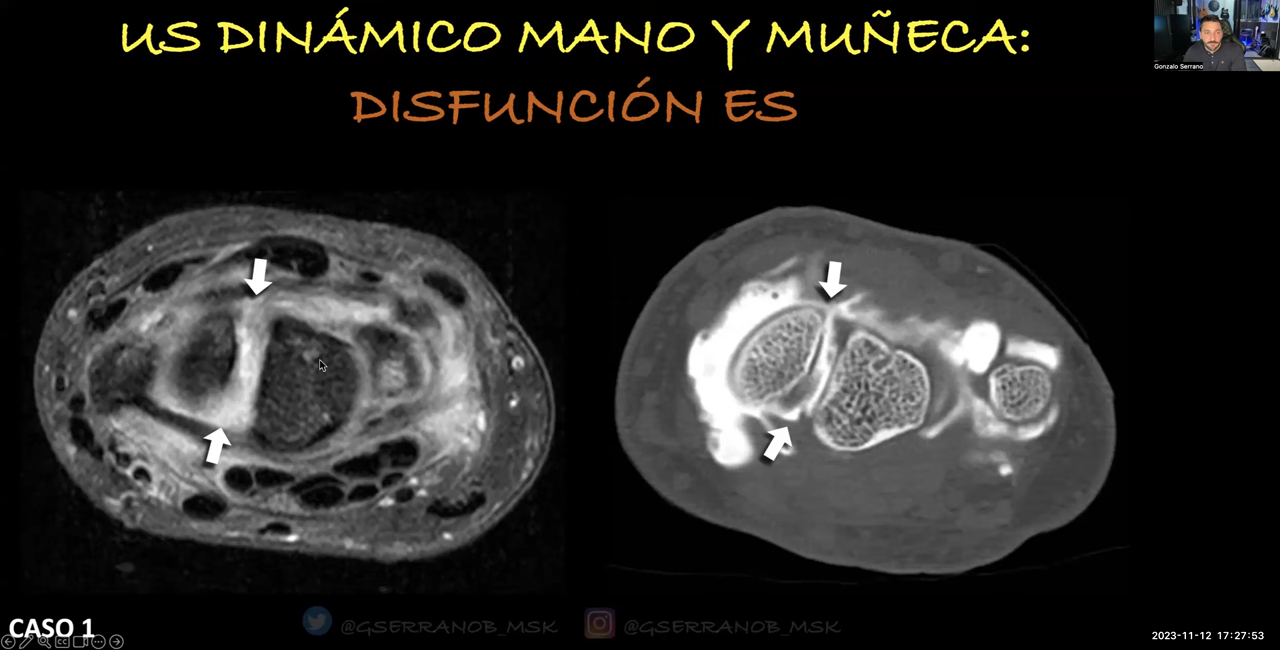 US DINÁMICO MANO Y MUÑECA:
DISFUNCIÓN ES
Gonzalo Serrano
CASO 1
@GSERRANOB_MSK @GSERRANOB_MSK
2023-11-12 17:27:53